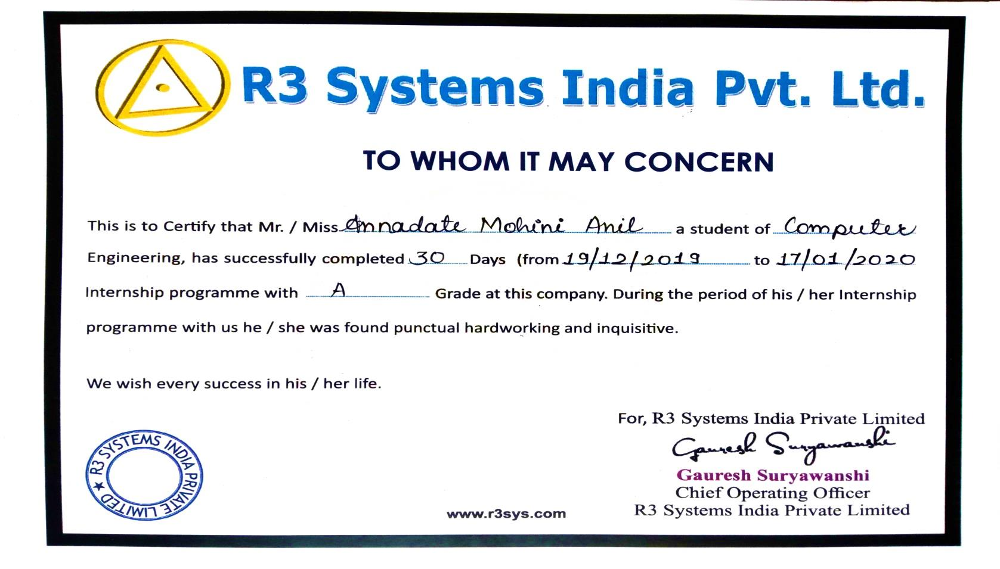 R3 Systems India Pvt. Ltd.
TO WHOM IT MAY CONCERN
This is to Certify that Mr. / Miss Annadate Mohini Anil a student of Computer
Engineering, has successfully completed 30 Days (from 19/12/2019 to 17/01/2020
Internship programme with A Grade at this company. During the period of his / her Internship
programme with us he / she was found punctual hardworking and inquisitive.
We wish every success in his / her life.
For, R3 Systems India Private Limited
Gauresh Suryawanshi
Gauresh Suryawanshi
Chief Operating Officer
R3 Systems India Private Limited
★ R3 SYSTEMS INDIA PRIVATE LIMITED
www.r3sys.com